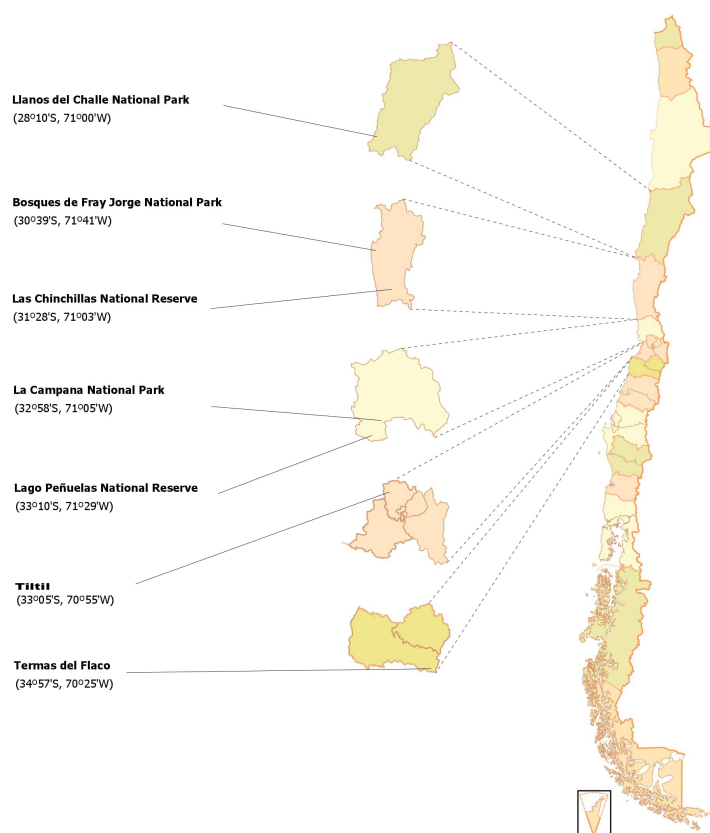 Llanos del Challe National Park
(28º10'S, 71º00'W)
Bosques de Fray Jorge National Park
(30º39'S, 71º41'W)
Las Chinchillas National Reserve
(31º28'S, 71º03'W)
La Campana National Park
(32º58'S, 71º05'W)
Lago Peñuelas National Reserve
(33º10'S, 71º29'W)
Tiltil
(33º05'S, 70º55'W)
Termas del Flaco
(34º57'S, 70º25'W)